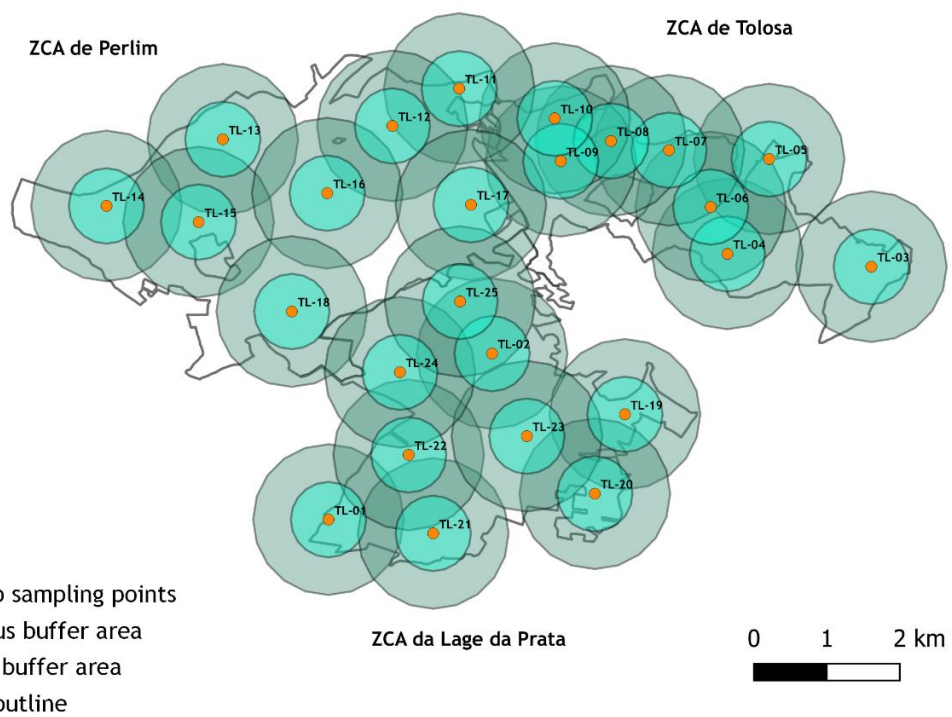 ZCA de Tolosa
ZCA de Perlim
TL-11
TL-10
TL-12
TL-13
TL-08
TL-07
TL-05
TL-09
TL-16
TL-14
TL-17
TL-06
TL-15
TL-04
TL-03
TL-25
TL-18
TL-02
TL-24
TL-19
TL-23
TL-22
TL-20
TL-01
TL-21
sampling points
buffer area
ZCA da Lage da Prata
0 1 2 km
buffer area
outline